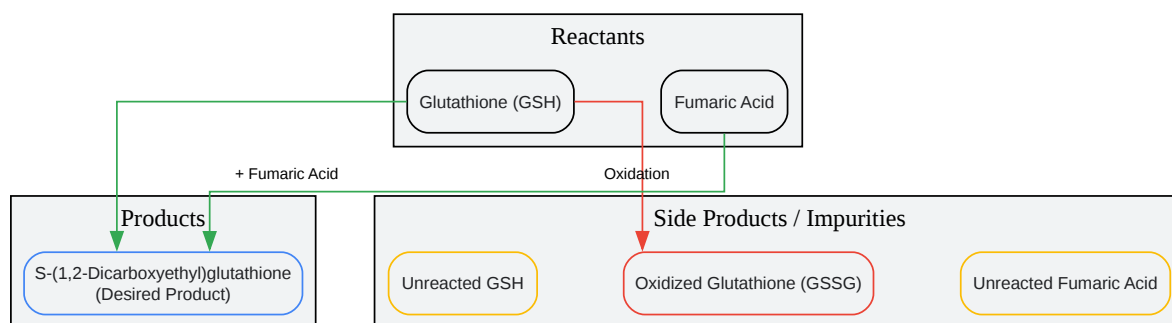 Reactants
Glutathione (GSH)
Fumaric Acid
+ Fumaric Acid
Oxidation
Products
Side Products / Impurities
S-(1,2-Dicarboxyethyl)glutathione
(Desired Product)
Unreacted GSH
Oxidized Glutathione (GSSG)
Unreacted Fumaric Acid